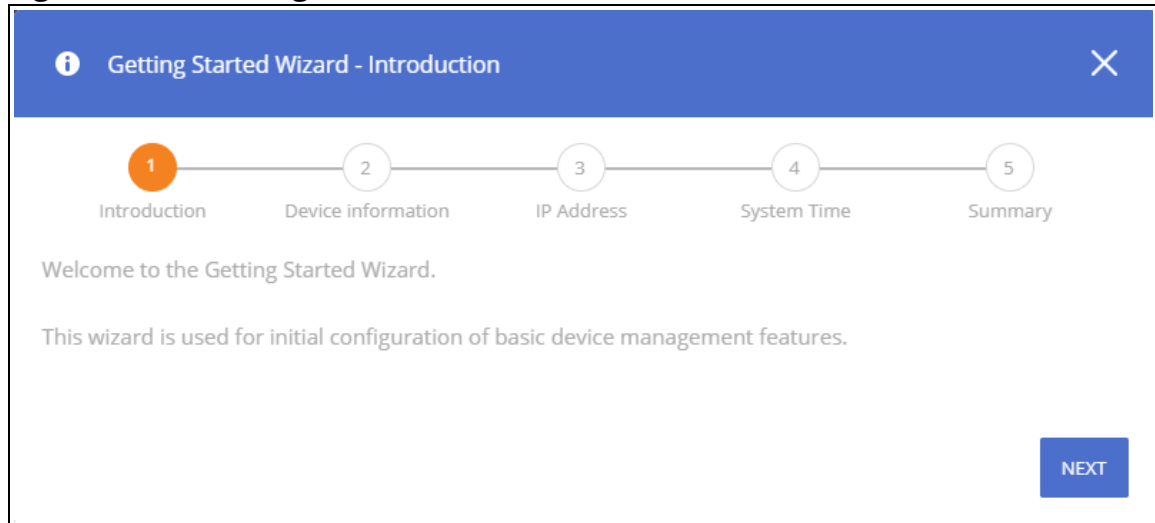 Getting Started Wizard - Introduction
1
2
3
4
5
Introduction
Device information
IP Address
System Time
Summary
Welcome to the Getting Started Wizard.
This wizard is used for initial configuration of basic device management features.
NEXT